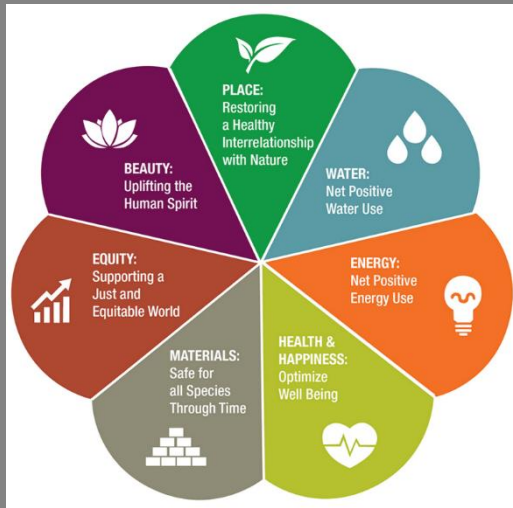 PLACE:
Restoring
a Healthy
Interrelationship
with Nature
WATER:
Net Positive
Water Use
ENERGY:
Net Positive
Energy Use
HEALTH &
HAPPINESS:
Optimize
Well Being
MATERIALS:
Safe for
all Species
Through Time
EQUITY:
Supporting a
Just and
Equitable World
BEAUTY:
Uplifting the
Human Spirit